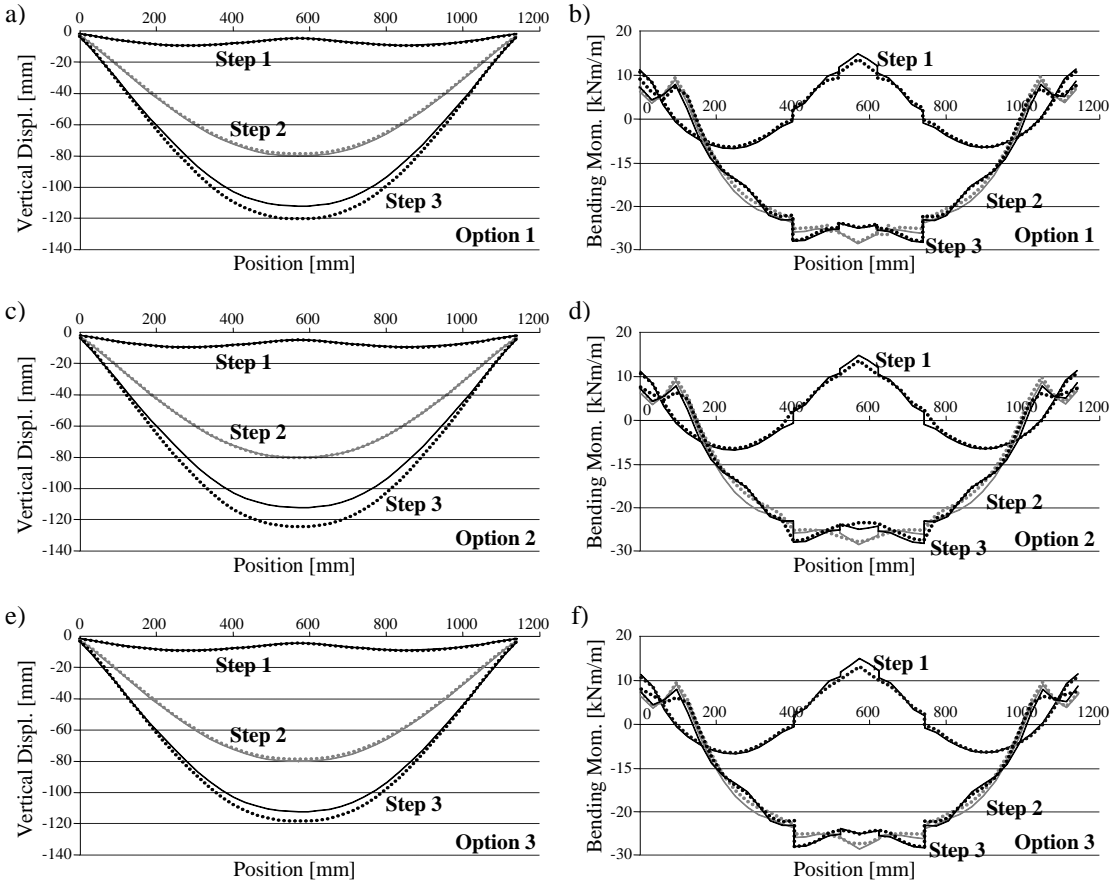 a)
0 200 400 600 800 1000 1200
0
-20
-40
-60
-80
-100
-120
-140
Vertical Displ. [mm]
Step 1
Step 2
Step 3
Option 1
Position [mm]
b)
20
10
0
-15
-20
-30
Bending Mom. [kNm/m]
0 200 400 600 800 1000 1200
Step 1
Step 2
Step 3
Option 1
Position [mm]
c)
0 200 400 600 800 1000 1200
0
-20
-40
-60
-80
-100
-120
-140
Vertical Displ. [mm]
Step 1
Step 2
Step 3
Option 2
Position [mm]
d)
20
10
0
-15
-20
-30
Bending Mom. [kNm/m]
0 200 400 600 800 1000 1200
Step 1
Step 2
Step 3
Option 2
Position [mm]
e)
0 200 400 600 800 1000 1200
0
-20
-40
-60
-80
-100
-120
-140
Vertical Displ. [mm]
Step 1
Step 2
Step 3
Option 3
Position [mm]
f)
20
10
0
-15
-20
-30
Bending Mom. [kNm/m]
0 200 400 600 800 1000 1200
Step 1
Step 2
Step 3
Option 3
Position [mm]